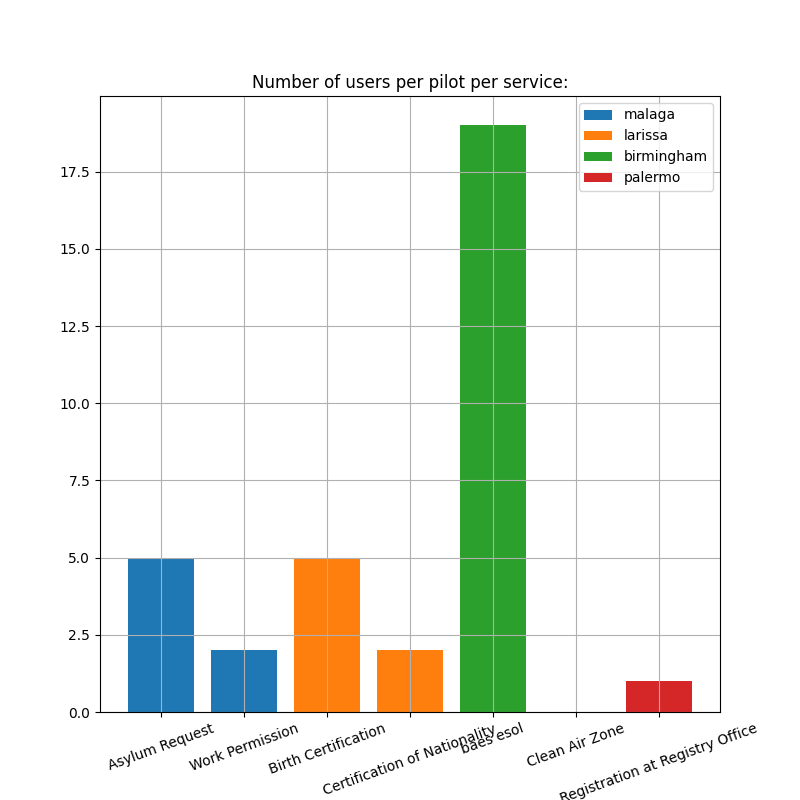 Number of users per pilot per service:
malaga
larissa
birmingham
palermo
17.5
15.0
12.5
10.0
7.5
5.0
2.5
0.0
Asylum Request
Work Permission
Birth Certification
Certification of Nationality
baes esol
Clean Air Zone
Registration at Registry Office